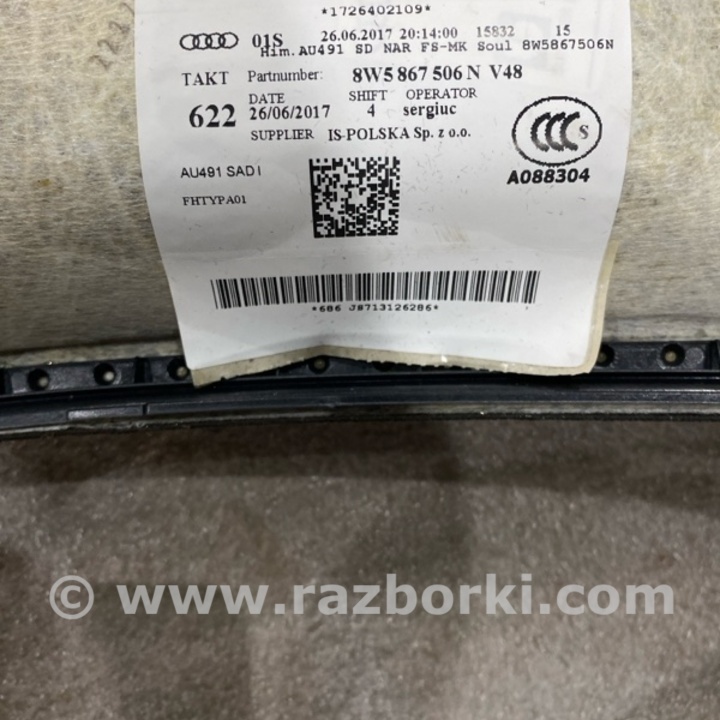 *1726402109*
01S 26.06.2017 20:14:00 15832 15
Him. AU491 SD NAR FS-MK Soul 8W5867506N
TAKT Partnumber: 8W5 867 506 N V48
DATE SHIFT OPERATOR
622 26/06/2017 4 sergiuc
SUPPLIER IS-POLSKA Sp. z o.o.
CCC S
AU491 SAD I
A088304
FHTYPA01
*686 J8713126286*
© www.razborki.com